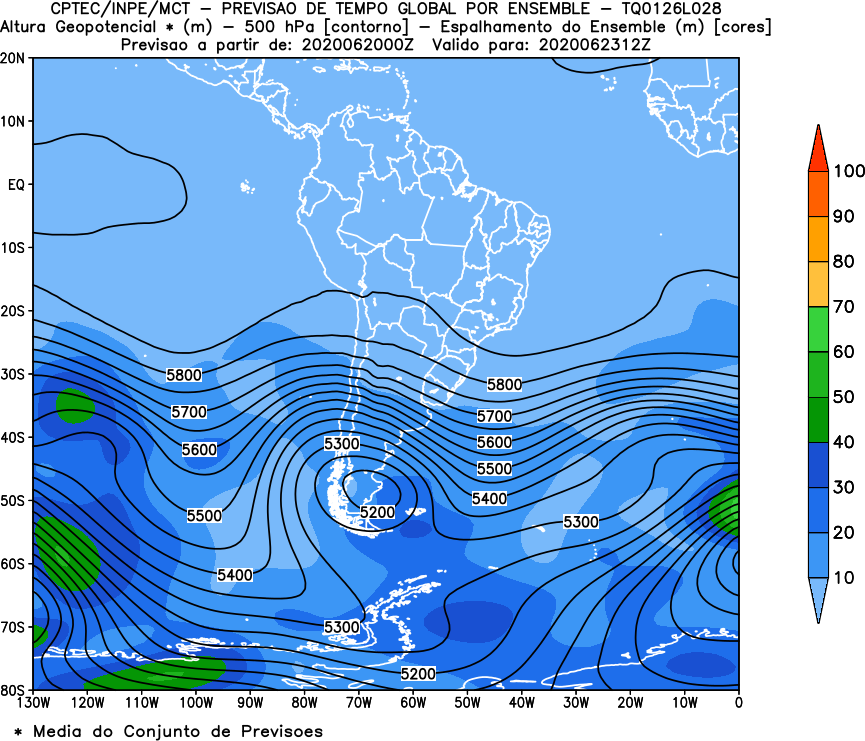 CPTEC/INPE/MCT – PREVISAO DE TEMPO GLOBAL POR ENSEMBLE – TQ0126L028
Altura Geopotencial * (m) – 500 hPa [contorno] – Espalhamento do Ensemble (m) [cores]
Previsao a partir de: 2020062000Z Valido para: 2020062312Z
20N
10N
EQ
10S
20S
30S
40S
50S
60S
70S
80S
5800
5700
5600
5500
5400
5300
5300
5200
5800
5700
5600
5500
5400
5300
5200
100
90
80
70
60
50
40
30
20
10
130W 120W 110W 100W 90W 80W 70W 60W 50W 40W 30W 20W 10W 0
* Media do Conjunto de Previsoes